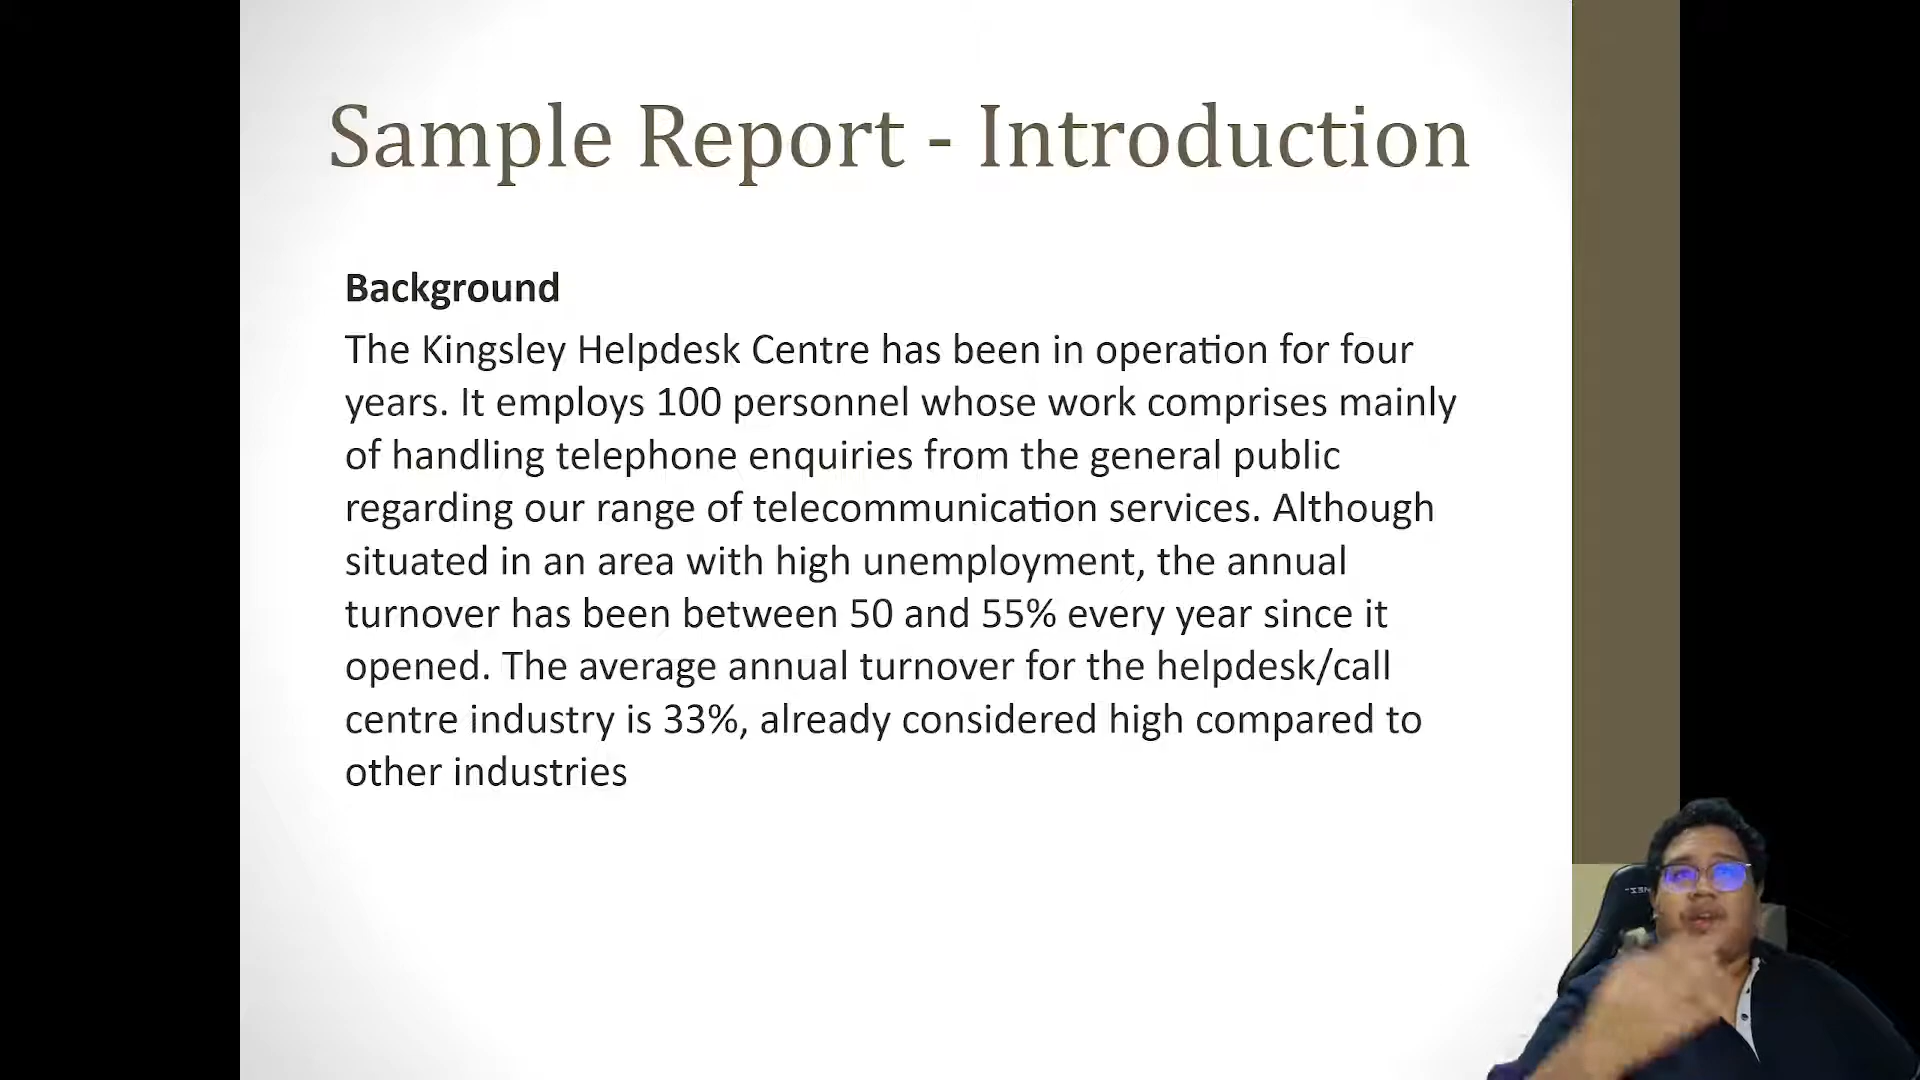 Sample Report - Introduction
Background
The Kingsley Helpdesk Centre has been in operation for four
years. It employs 100 personnel whose work comprises mainly
of handling telephone enquiries from the general public
regarding our range of telecommunication services. Although
situated in an area with high unemployment, the annual
turnover has been between 50 and 55% every year since it
opened. The average annual turnover for the helpdesk/call
centre industry is 33%, already considered high compared to
other industries